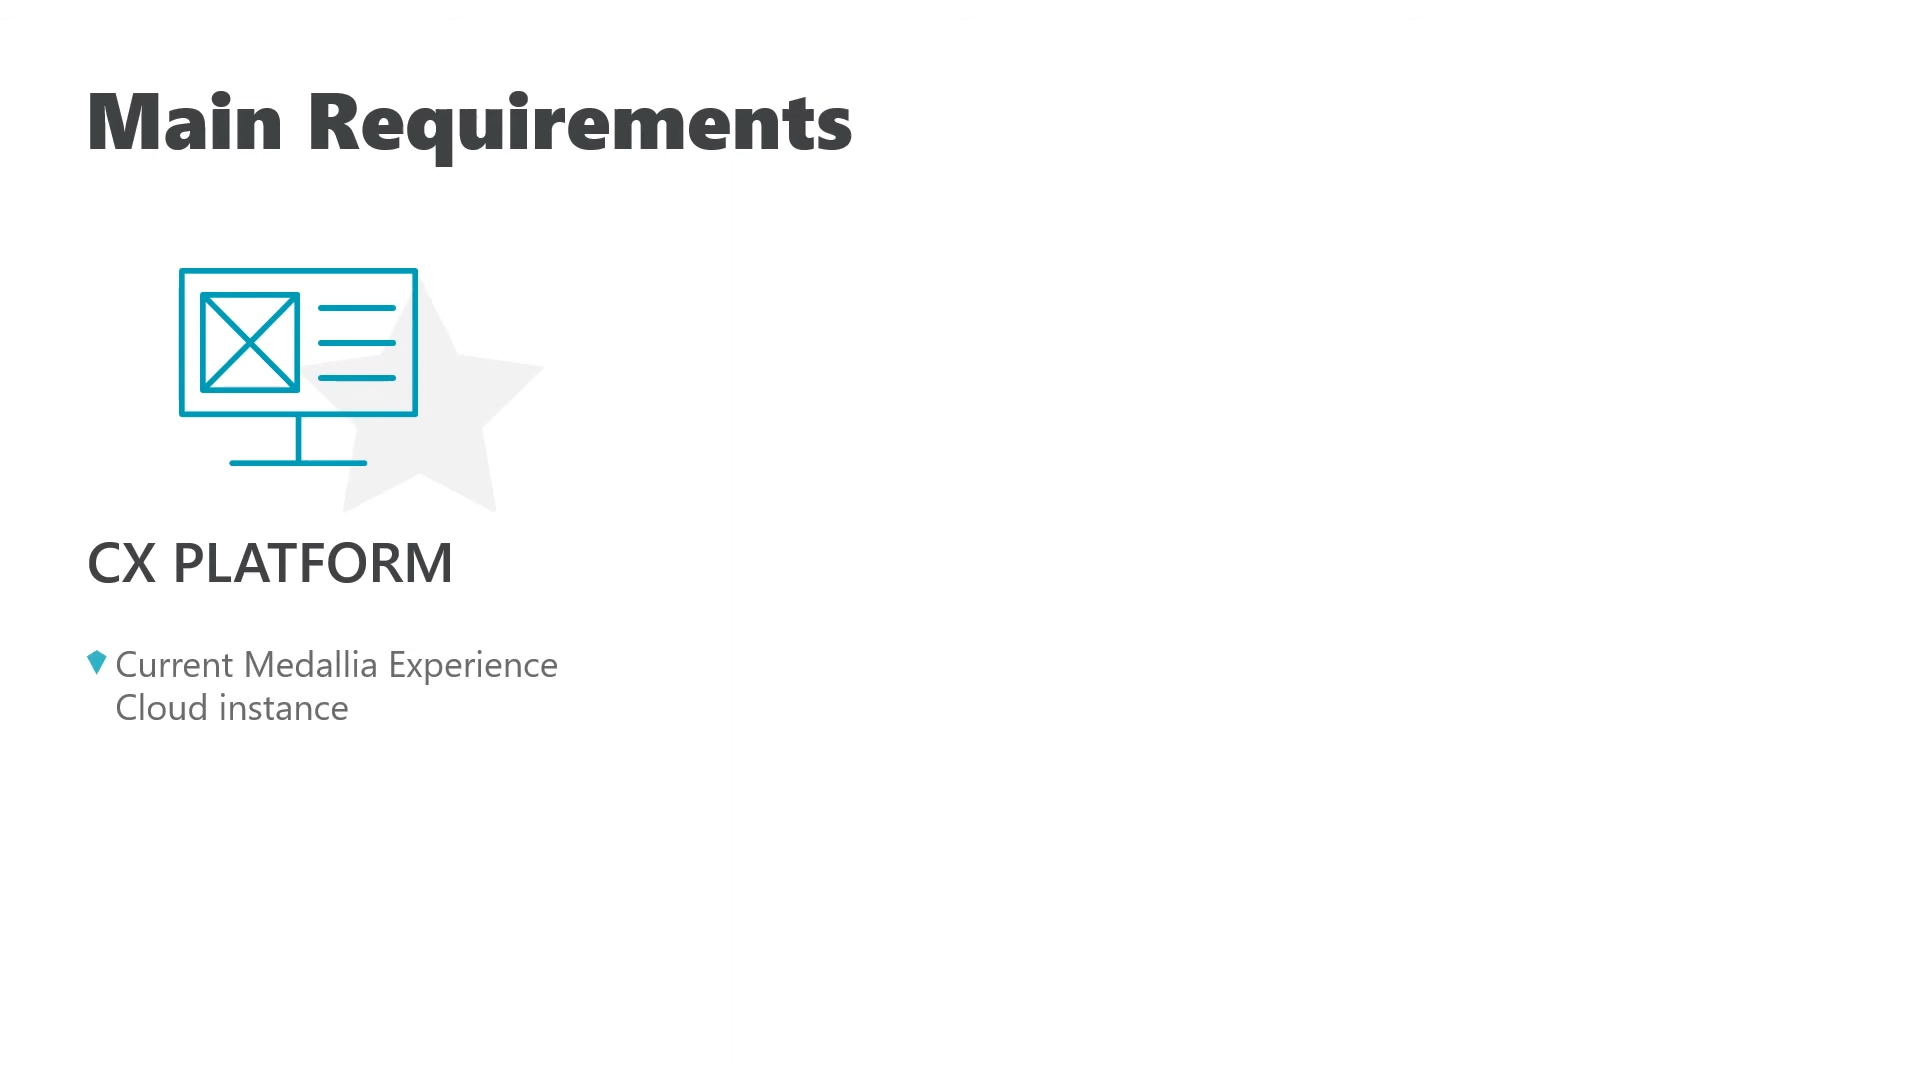 Main Requirements
CX PLATFORM
Current Medallia Experience
Cloud instance